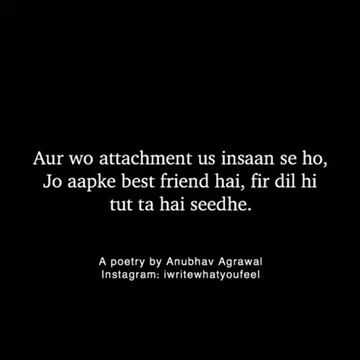 Aur wo attachment us insaan se ho,
Jo aapke best friend hai, fir dil hi
tut ta hai seedhe.
A poetry by Anubhav Agrawal
Instagram: iwritewhatyoufeel